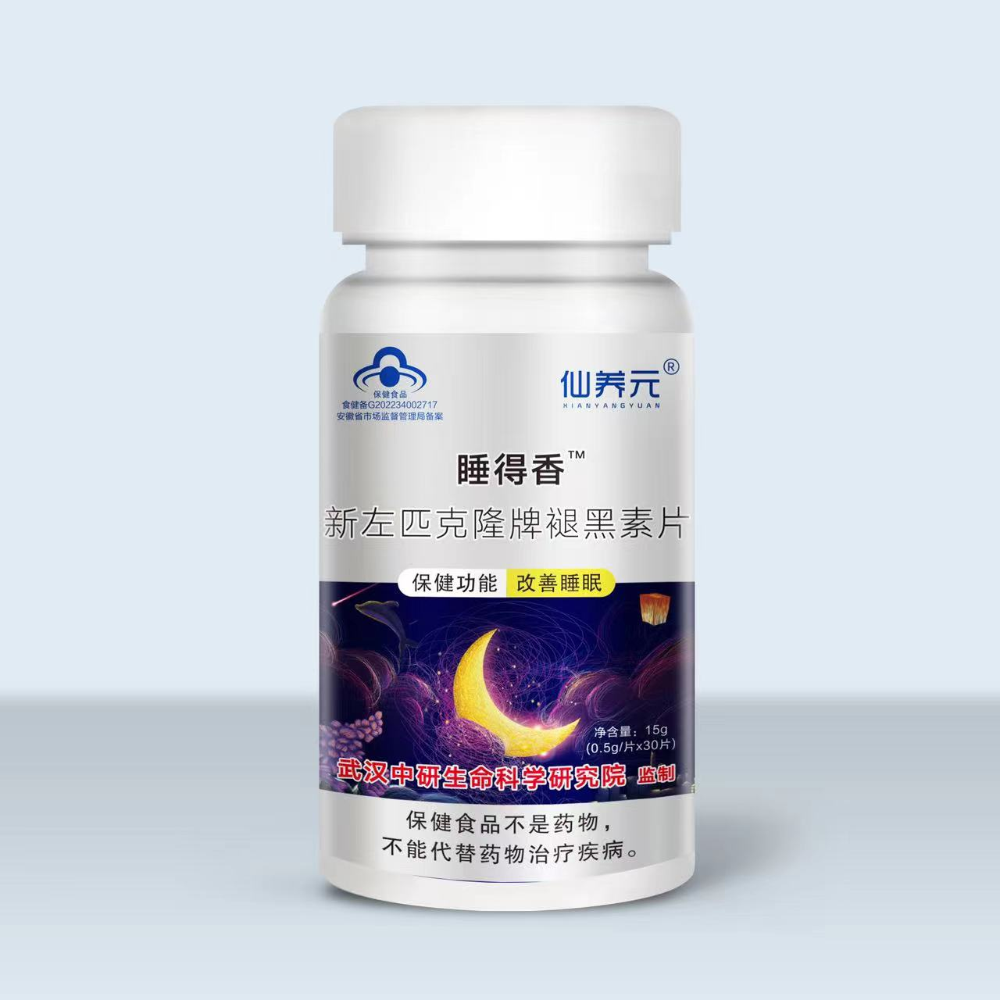 保健食品
食健备G202234002717
安徽省市场监督管理局备案
仙养元®
XIANYANGYUAN
睡得香™
新左匹克隆牌褪黑素片
保健功能 改善睡眠
净含量：15g
(0.5g/片x30片)
武汉中研生命科学研究院 监制
保健食品不是药物，
不能代替药物治疗疾病。